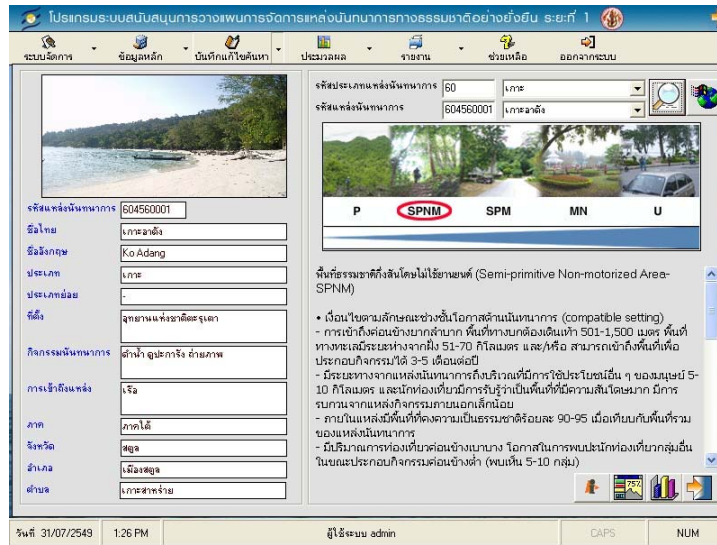 โปรแกรมระบบสนับสนุนการวางแผนการจัดการแหล่งนันทนาการทางธรรมชาติอย่างยั่งยืน ระยะที่ 1
ระบบจัดการ ข้อมูลหลัก บันทึกแก้ไขค้นหา ประมวลผล รายงาน ช่วยเหลือ ออกจากระบบ
รหัสแหล่งนันทนาการ 604560001
ชื่อไทย เกาะอาดัง
ชื่ออังกฤษ Ko Adang
ประเภท เกาะ
ประเภทย่อย -
ที่ตั้ง อุทยานแห่งชาติตะรุเตา
กิจกรรมนันทนาการ ดำน้ำ ดูปะการัง ถ่ายภาพ
การเข้าถึงแหล่ง เรือ
ภาค ภาคใต้
จังหวัด สตูล
อำเภอ เมืองสตูล
ตำบล เกาะสาหร่าย
รหัสประเภทแหล่งนันทนาการ 60 เกาะ
รหัสแหล่งนันทนาการ 604560001 เกาะอาดัง
P SPNM SPM MN U
พื้นที่ธรรมชาติกึ่งสันโดษไม่ใช้ยานยนต์ (Semi-primitive Non-motorized Area-
SPNM)
• เงื่อนไขตามลักษณะช่วงชั้นโอกาสด้านนันทนาการ (compatible setting)
- การเข้าถึงค่อนข้างยากลำบาก พื้นที่ทางบกต้องเดินเท้า 501-1,500 เมตร พื้นที่
ทางทะเลมีระยะห่างจากฝั่ง 51-70 กิโลเมตร และ/หรือ สามารถเข้าถึงพื้นที่เพื่อ
ประกอบกิจกรรมได้ 3-5 เดือนต่อปี
- มีระยะทางจากแหล่งนันทนาการถึงบริเวณที่มีการใช้ประโยชน์อื่น ๆ ของมนุษย์ 5-
10 กิโลเมตร และนักท่องเที่ยวมีการรับรู้ว่าเป็นพื้นที่ที่มีความสันโดษมาก มีการ
รบกวนจากแหล่งกิจกรรมภายนอกเล็กน้อย
- ภายในแหล่งมีพื้นที่ที่คงความเป็นธรรมชาติร้อยละ 90-95 เมื่อเทียบกับพื้นที่รวม
ของแหล่งนันทนาการ
- มีปริมาณการท่องเที่ยวค่อนข้างเบาบาง โอกาสในการพบปะนักท่องเที่ยวกลุ่มอื่น
ในขณะประกอบกิจกรรมค่อนข้างต่ำ (พบเห็น 5-10 กลุ่ม)
75%
วันที่ 31/07/2549 1:26 PM ผู้ใช้ระบบ admin CAPS NUM